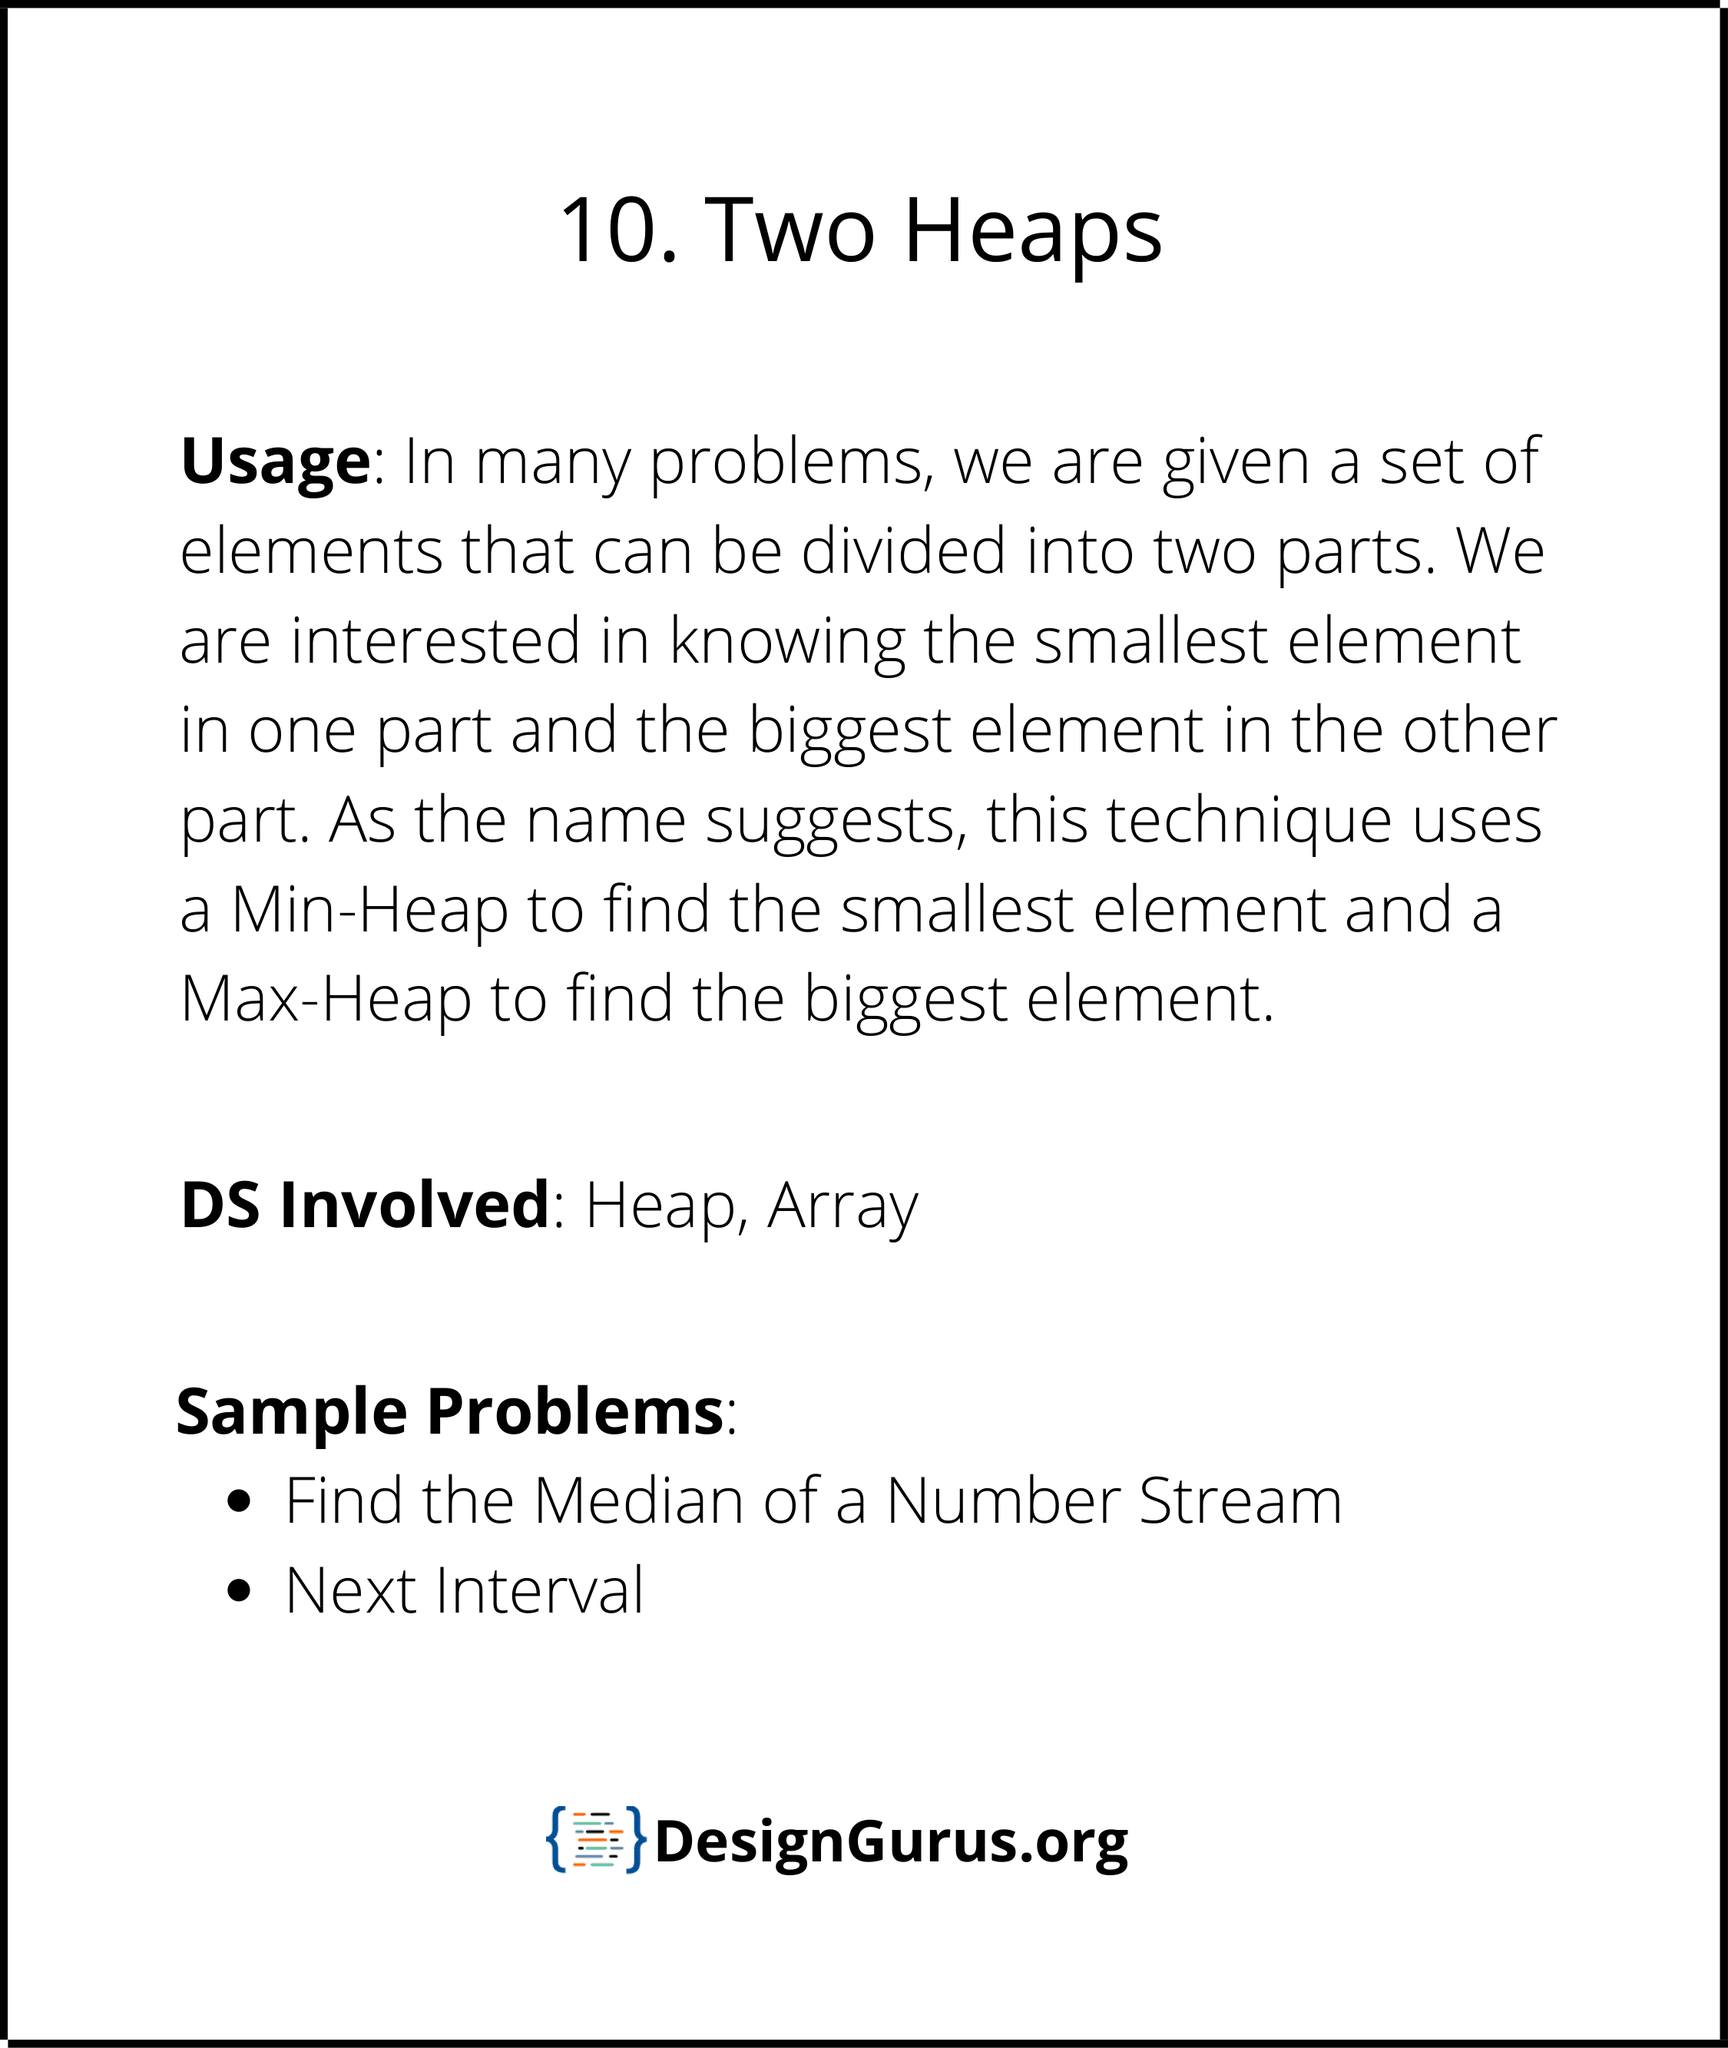 10. Two Heaps
Usage: In many problems, we are given a set of
elements that can be divided into two parts. We
are interested in knowing the smallest element
in one part and the biggest element in the other
part. As the name suggests, this technique uses
a Min-Heap to find the smallest element and a
Max-Heap to find the biggest element.
DS Involved: Heap, Array
Sample Problems:
• Find the Median of a Number Stream
• Next Interval
DesignGurus.org